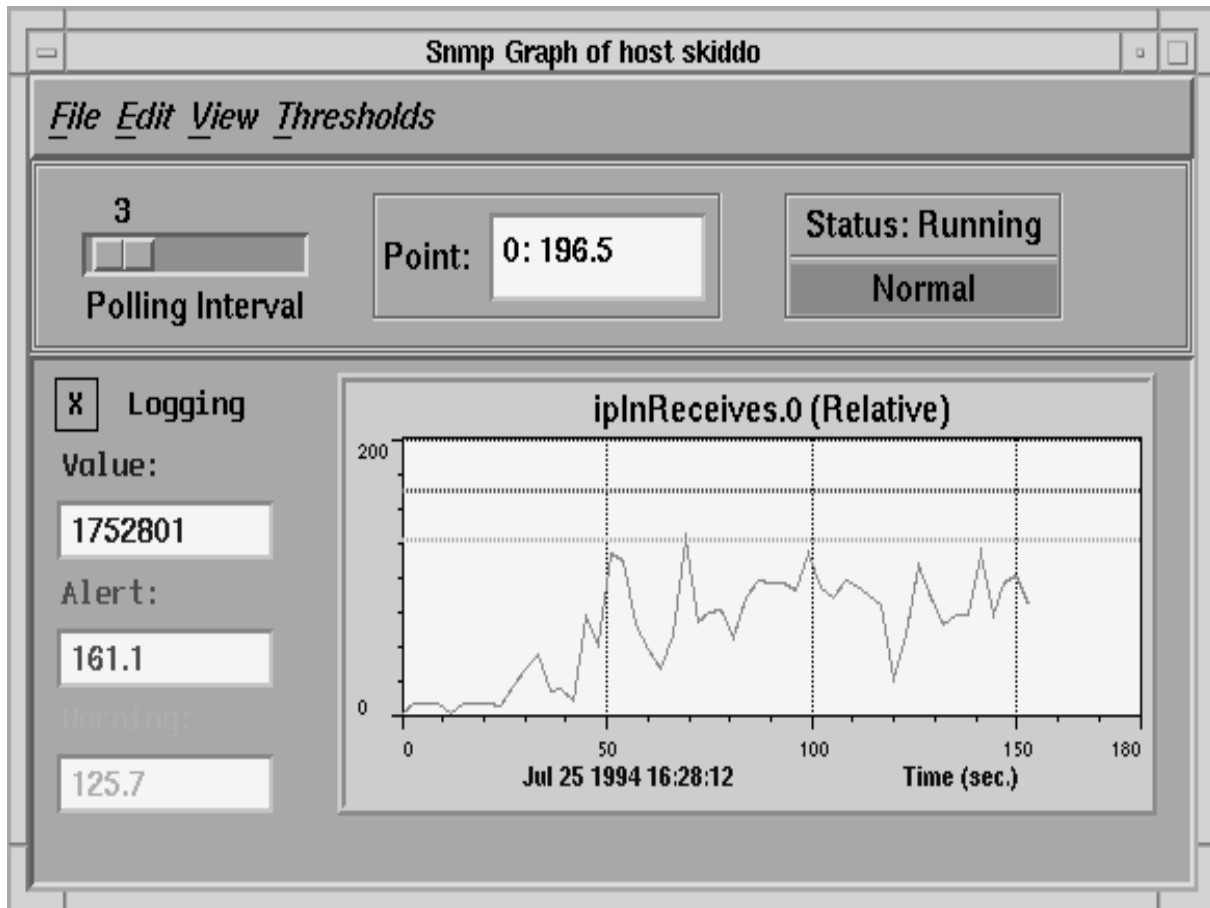 Snmp Graph of host skiddo
File Edit View Thresholds
3
Polling Interval
Point: 0: 196.5
Status: Running
Normal
X Logging
Value:
1752801
Alert:
161.1
Warning:
125.7
ipInReceives.0 (Relative)
200
0
0 50 100 150 180
Jul 25 1994 16:28:12 Time (sec.)